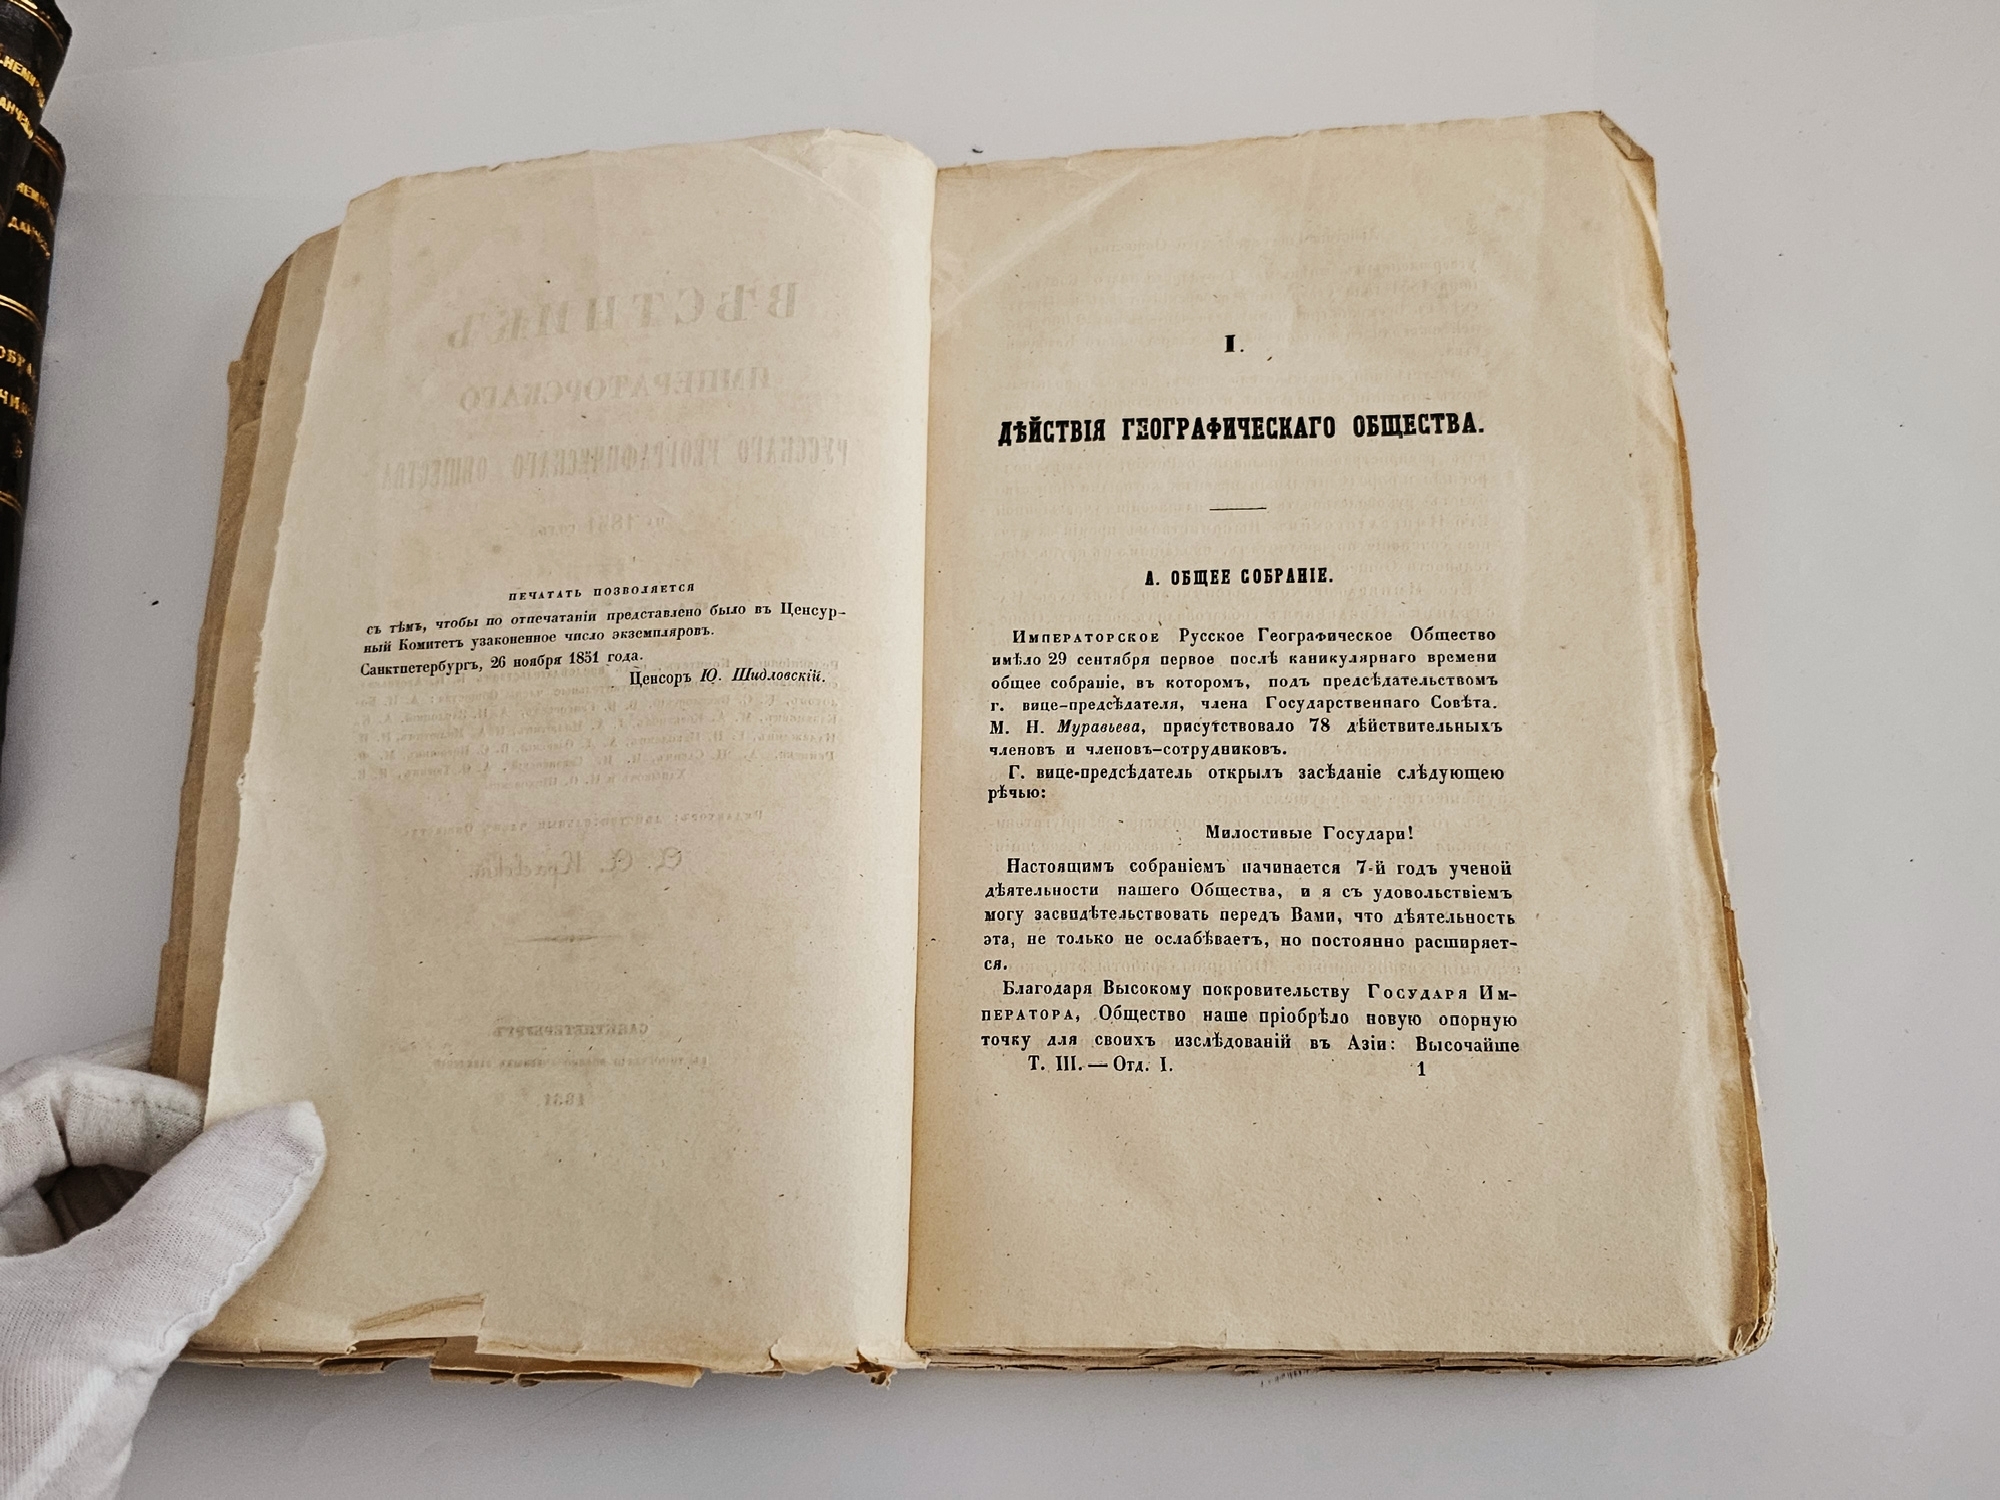 ПЕЧАТАТЬ ПОЗВОЛЯЕТСЯ
съ тѣмъ, чтобы по отпечатаніи представлено было въ Ценсур-
ный Комитетъ узаконенное число экземпляровъ.
Санктпетербургъ, 26 ноября 1851 года.
Ценсоръ Ю. Шидловскій.
I.
ДѢЙСТВІЯ ГЕОГРАФИЧЕСКАГО ОБЩЕСТВА.
А. ОБЩЕЕ СОБРАНІЕ.
Императорское Русское Географическое Общество
имѣло 29 сентября первое послѣ каникулярнаго времени
общее собраніе, въ которомъ, подъ предсѣдательствомъ
г. вице-предсѣдателя, члена Государственнаго Совѣта.
М. Н. Муравьева, присутствовало 78 дѣйствительныхъ
членовъ и членовъ-сотрудниковъ.
Г. вице-предсѣдатель открылъ засѣданіе слѣдующею
рѣчью:
Милостивые Государи!
Настоящимъ собраніемъ начинается 7-й годъ ученой
дѣятельности нашего Общества, и я съ удовольствіемъ
могу засвидѣтельствовать передъ Вами, что дѣятельность
эта, не только не ослабѣваетъ, но постоянно расширяет-
ся.
Благодаря Высокому покровительству Государя Им-
ператора, Общество наше пріобрѣло новую опорную
точку для своихъ изслѣдованій въ Азіи: Высочайше
Т. III. — Отд. I. 1